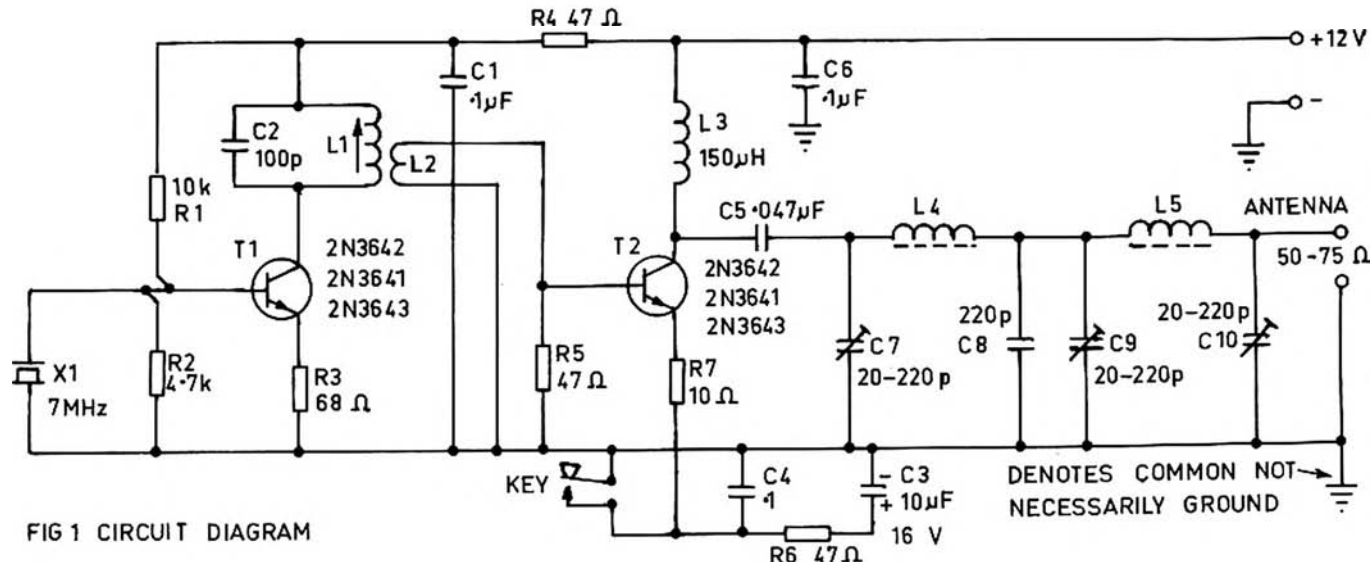 R4 47 Ω
+12V
C1
·1µF
C6
·1µF
-
C2
100p
L1
L2
L3
150µH
10k
R1
C5 ·047µF
L4
L5
ANTENNA
50-75 Ω
T1
2N3642
2N3641
2N3643
T2
2N3642
2N3641
2N3643
X1
7MHz
R2
4·7k
R3
68 Ω
R5
47 Ω
R7
10 Ω
C7
20-220p
220p
C8
C9
20-220p
20-220p
C10
KEY
C4
·1
- C3
+ 10µF
16 V
R6 47Ω
DENOTES COMMON NOT
NECESSARILY GROUND
FIG 1 CIRCUIT DIAGRAM